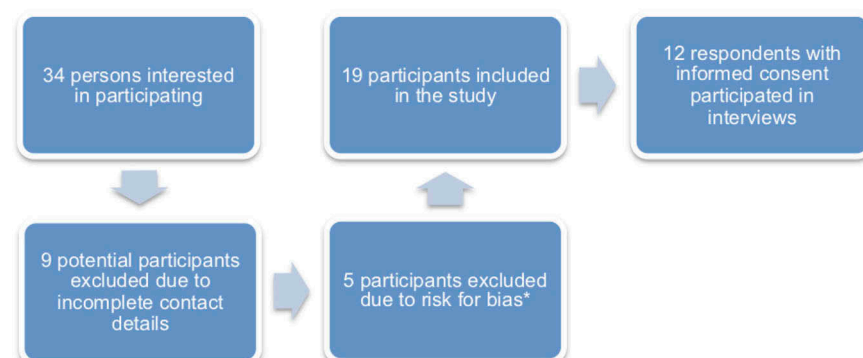 34 persons interested
in participating
9 potential participants
excluded due to
incomplete contact
details
5 participants excluded
due to risk for bias*
19 participants included
in the study
12 respondents with
informed consent
participated in
interviews